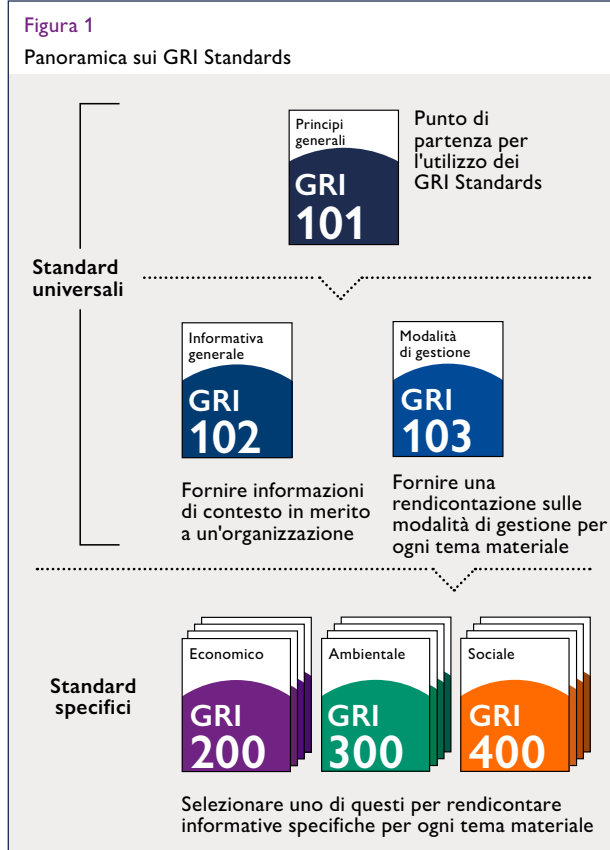 Figura 1
Panoramica sui GRI Standards
Principi
generali
GRI
101
Punto di
partenza per
l'utilizzo dei
GRI Standards
Standard
universali
Informativa
generale
GRI
102
Modalità
di gestione
GRI
103
Fornire informazioni
di contesto in merito
a un'organizzazione
Fornire una
rendicontazione sulle
modalità di gestione per
ogni tema materiale
Standard
specifici
Economico
GRI
200
Ambientale
GRI
300
Sociale
GRI
400
Selezionare uno di questi per rendicontare
informative specifiche per ogni tema materiale